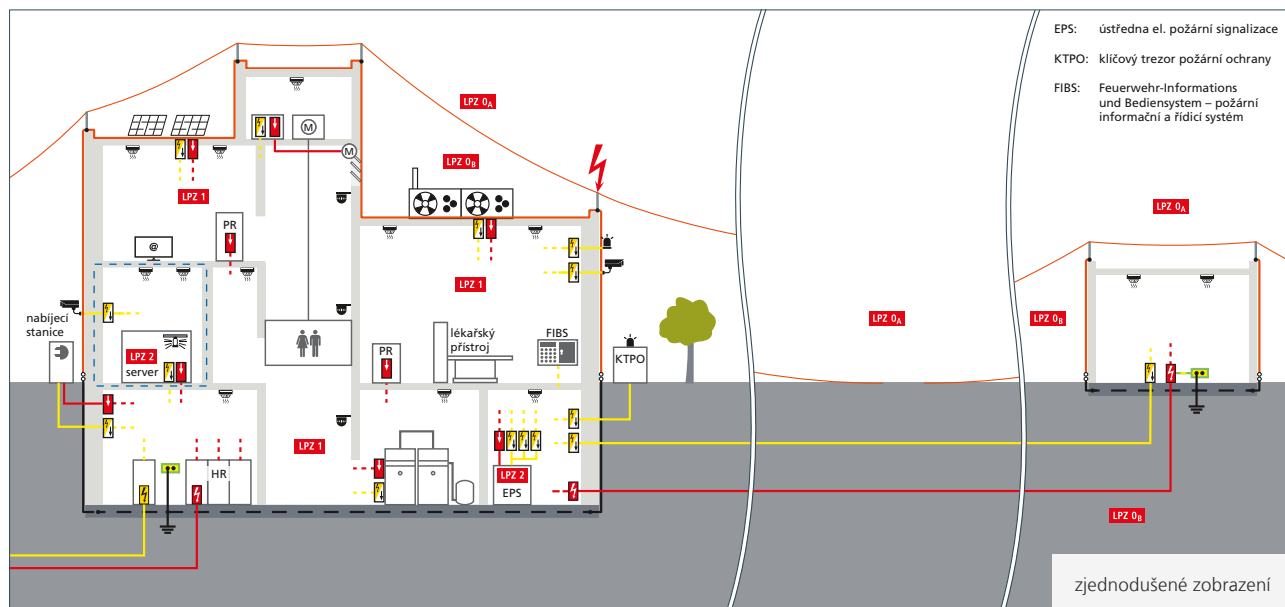 EPS: ústředna el. požární signalizace
KTPO: klíčový trezor požární ochrany
FIBS: Feuerwehr-Informations
und Bediensystem – požární
informační a řídicí systém
M
M
LPZ 0A
LPZ 0B
LPZ 1
PR
@
LPZ 1
LPZ 0A
LPZ 0B
nabíjecí
stanice
LPZ 2
server
PR
lékařský
přístroj
FIBS
KTPO
LPZ 0A
LPZ 1
HR
LPZ 2
EPS
LPZ 0B
zjednodušené zobrazení